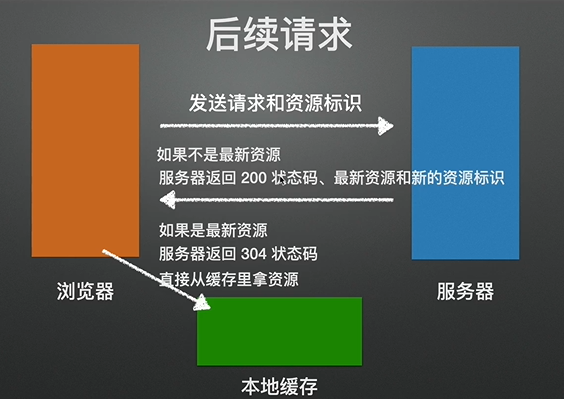 后续请求
发送请求和资源标识
如果不是最新资源
服务器返回 200 状态码、最新资源和新的资源标识
如果是最新资源
服务器返回 304 状态码
直接从缓存里拿资源
浏览器
服务器
本地缓存